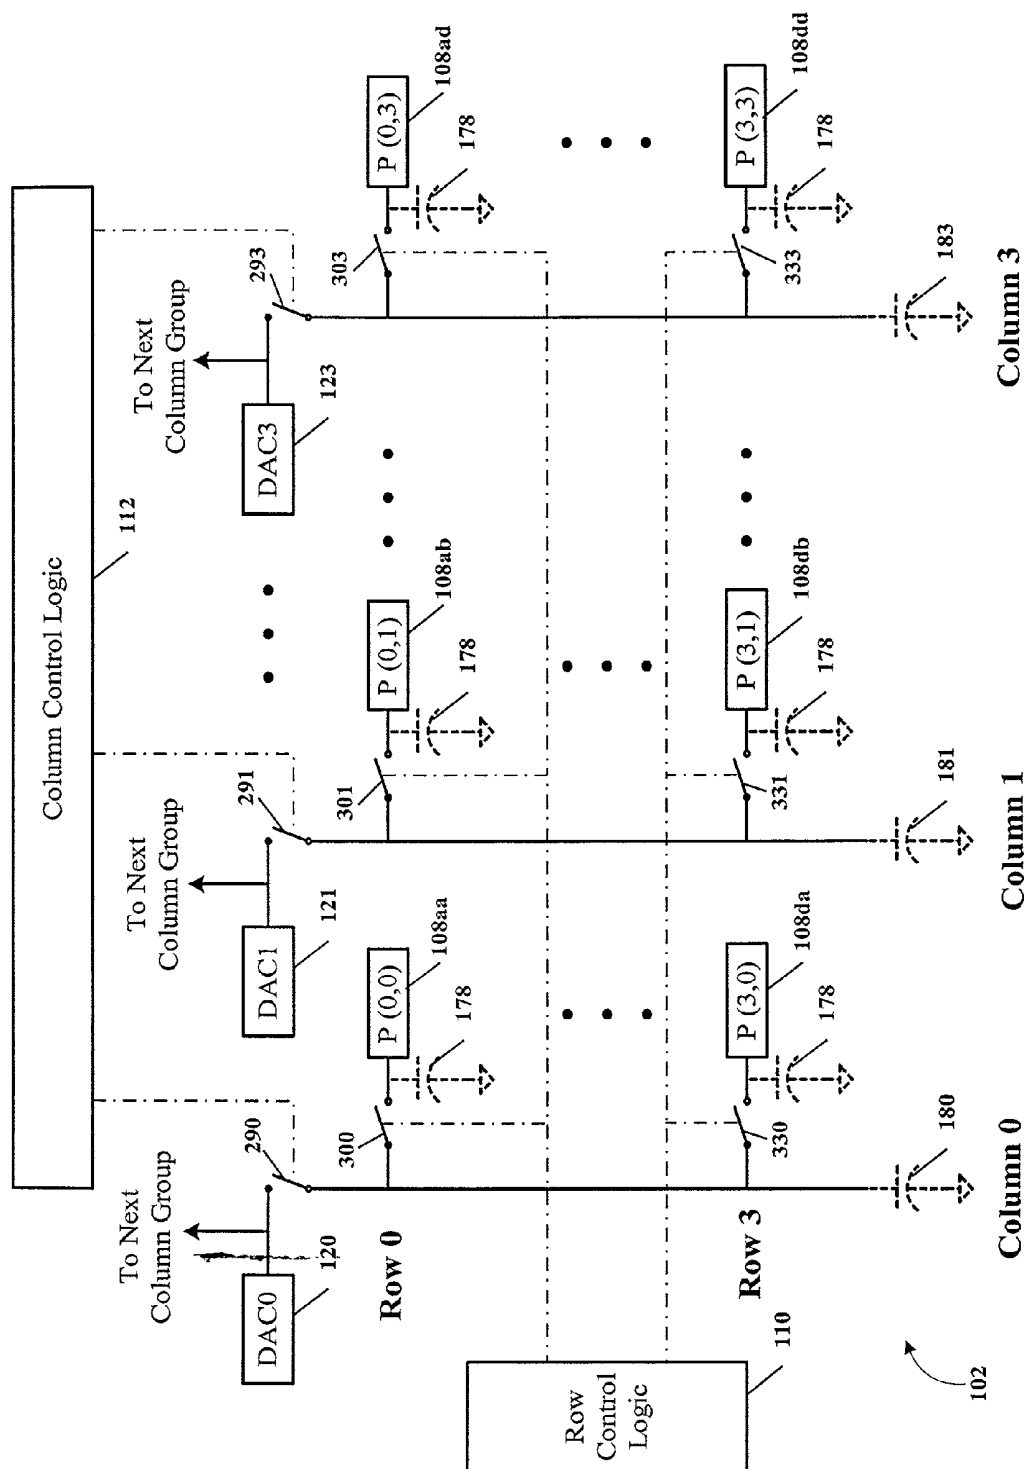 Column Control Logic
112
To Next
Column Group
DAC0
120
290
To Next
Column Group
DAC1
121
291
To Next
Column Group
DAC3
123
293
Row 0
300
P (0,0)
108aa
178
301
P (0,1)
108ab
178
303
P (0,3)
108ad
178
Row
Control
Logic
110
Row 3
330
P (3,0)
108da
178
331
P (3,1)
108db
178
333
P (3,3)
108dd
178
180
181
183
Column 0
Column 1
Column 3
102